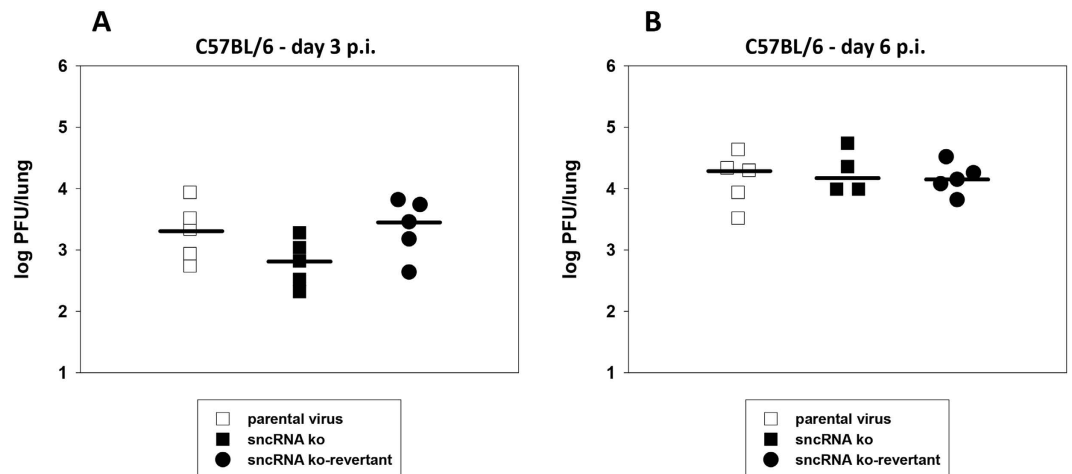 A
C57BL/6 - day 3 p.i.
6
5
4
3
2
1
log PFU/lung
parental virus
sncRNA ko
sncRNA ko-revertant
B
C57BL/6 - day 6 p.i.
6
5
4
3
2
1
log PFU/lung
parental virus
sncRNA ko
sncRNA ko-revertant